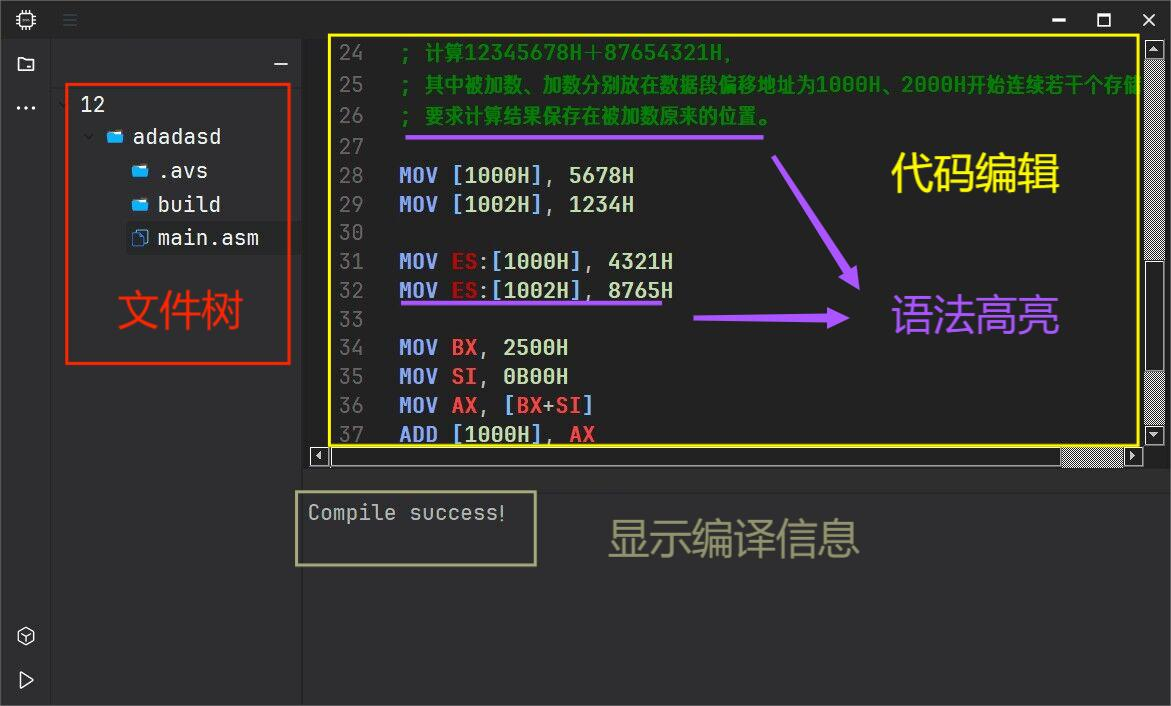 12
adadasd
.avs
build
main.asm
文件树
24 ; 计算12345678H＋87654321H，
25 ; 其中被加数、加数分别放在数据段偏移地址为1000H、2000H开始连续若干个存储
26 ; 要求计算结果保存在被加数原来的位置。
27
28 MOV [1000H], 5678H
29 MOV [1002H], 1234H
30
31 MOV ES:[1000H], 4321H
32 MOV ES:[1002H], 8765H
33
34 MOV BX, 2500H
35 MOV SI, 0B00H
36 MOV AX, [BX+SI]
37 ADD [1000H], AX
代码编辑
语法高亮
Compile success!
显示编译信息